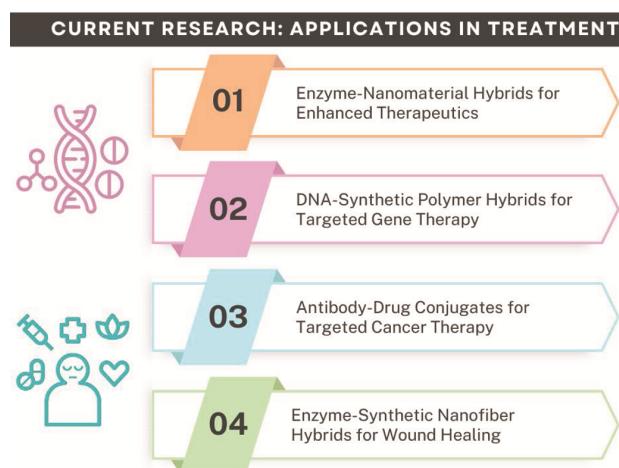 CURRENT RESEARCH: APPLICATIONS IN TREATMENT
01
Enzyme-Nanomaterial Hybrids for
Enhanced Therapeutics
02
DNA-Synthetic Polymer Hybrids for
Targeted Gene Therapy
03
Antibody-Drug Conjugates for
Targeted Cancer Therapy
04
Enzyme-Synthetic Nanofiber
Hybrids for Wound Healing